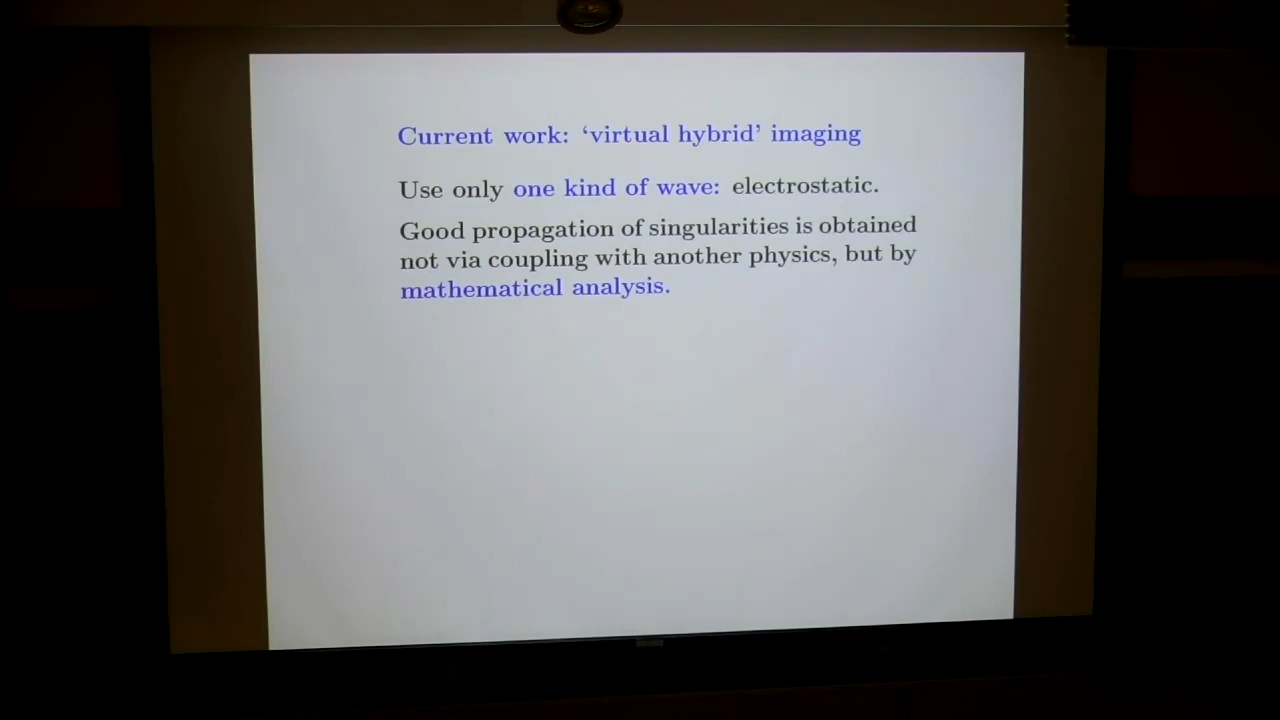 Current work: ‘virtual hybrid’ imaging
Use only one kind of wave: electrostatic.
Good propagation of singularities is obtained
not via coupling with another physics, but by
mathematical analysis.